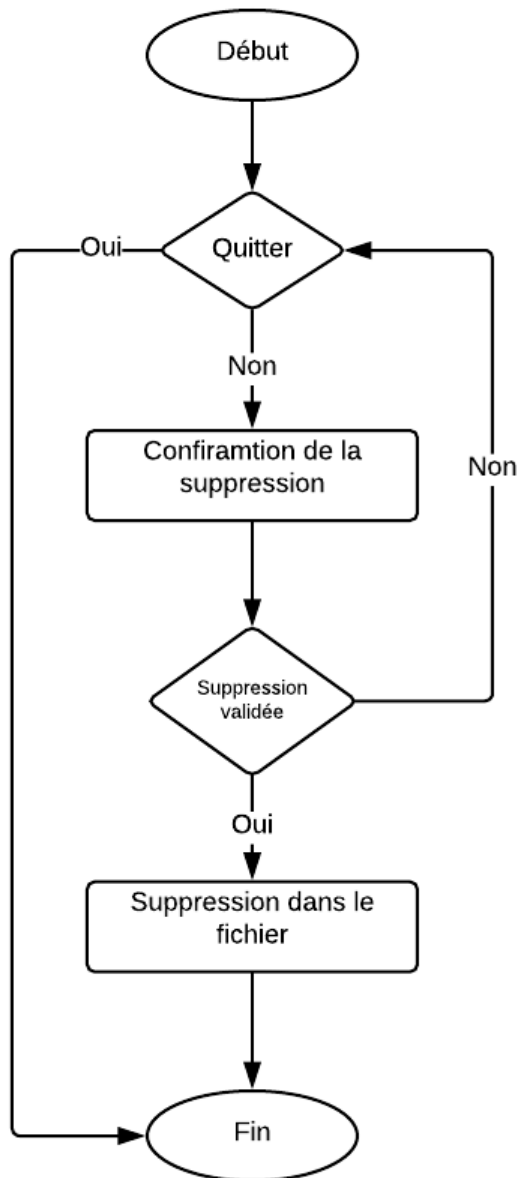 Début
Oui
Quitter
Non
Confiramtion de la
suppression
Non
Suppression
validée
Oui
Suppression dans le
fichier
Fin